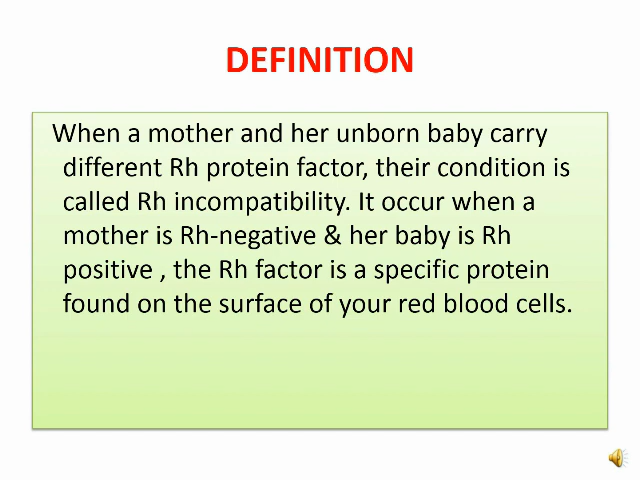 DEFINITION
When a mother and her unborn baby carry
different Rh protein factor, their condition is
called Rh incompatibility. It occur when a
mother is Rh-negative & her baby is Rh
positive , the Rh factor is a specific protein
found on the surface of your red blood cells.